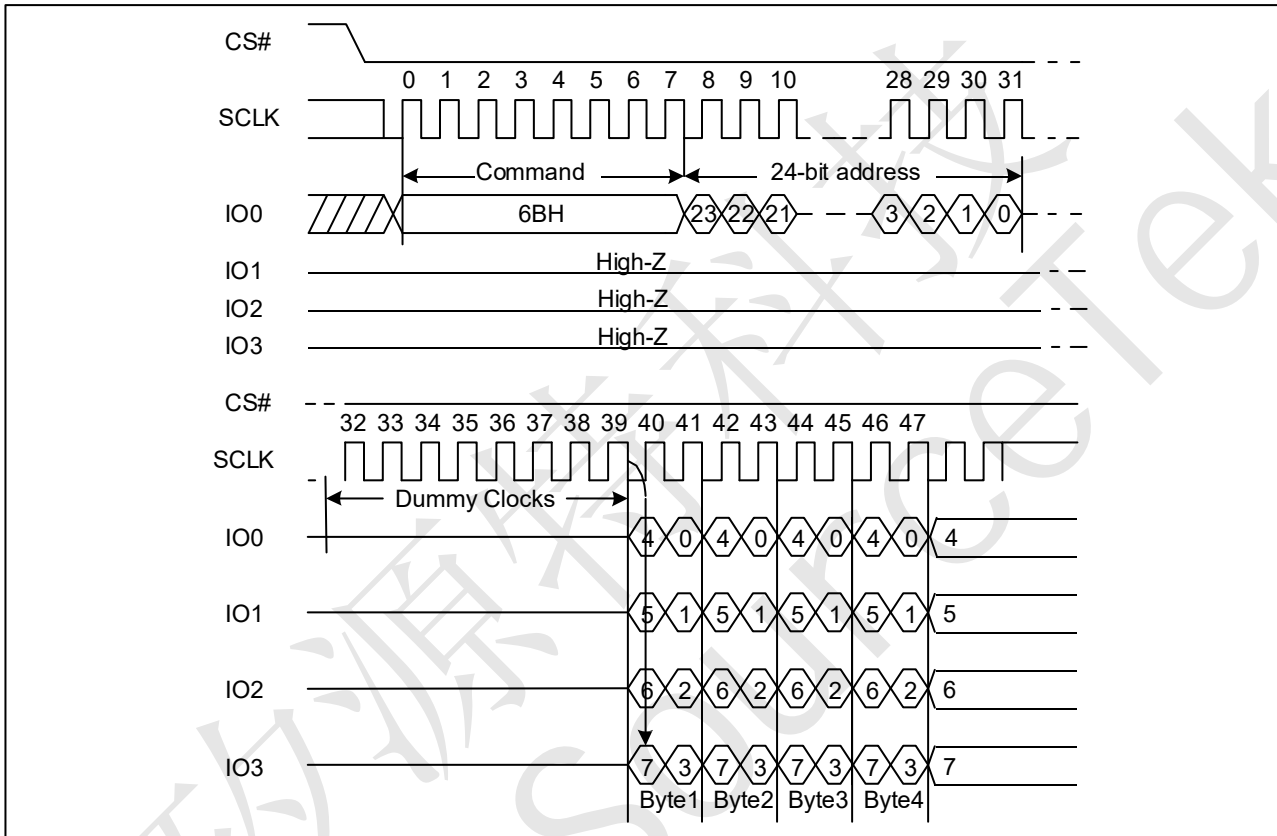 CS#
0 1 2 3 4 5 6 7 8 9 10 28 29 30 31
SCLK
Command 24-bit address
IO0 6BH 23 22 21 3 2 1 0
IO1 High-Z
IO2 High-Z
IO3 High-Z
CS#
32 33 34 35 36 37 38 39 40 41 42 43 44 45 46 47
SCLK
Dummy Clocks
IO0 4 0 4 0 4 0 4 0 4
IO1 5 1 5 1 5 1 5 1 5
IO2 6 2 6 2 6 2 6 2 6
IO3 7 3 7 3 7 3 7 3 7
Byte1 Byte2 Byte3 Byte4
源特科技
SourceTek